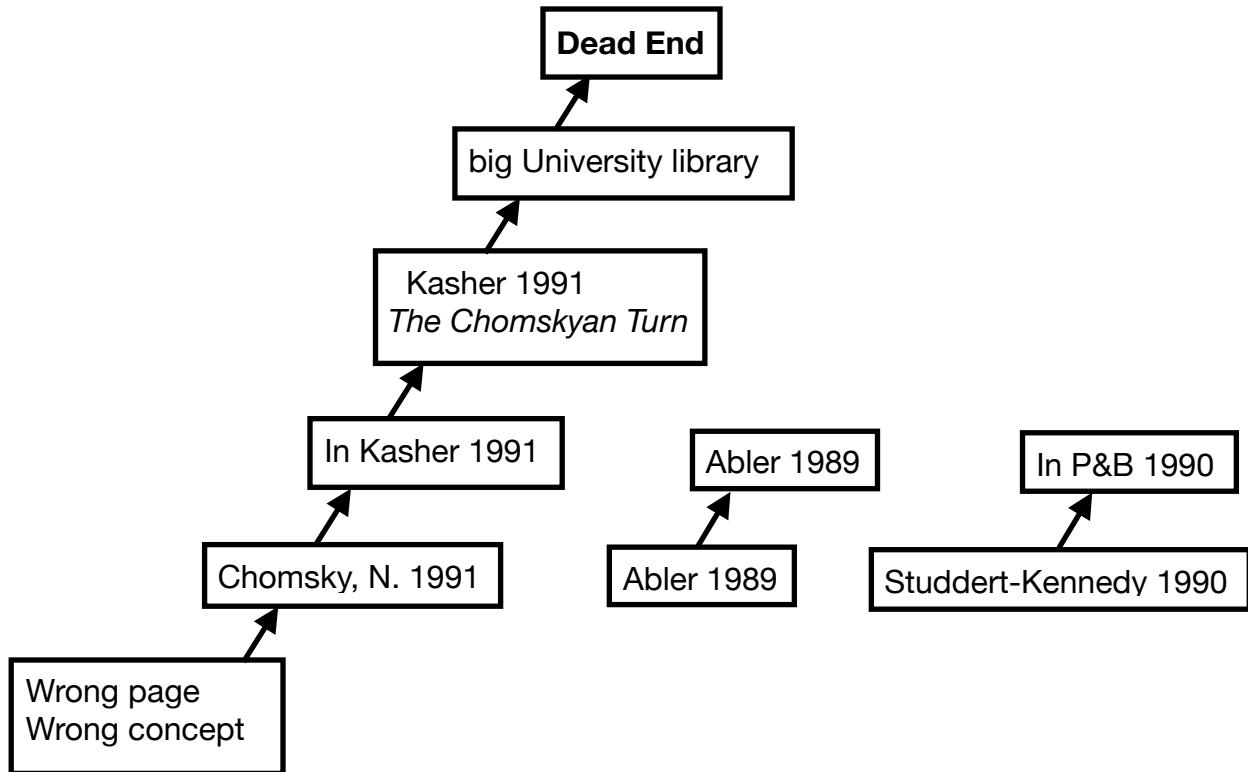 Dead End
big University library
Kasher 1991
The Chomskyan Turn
In Kasher 1991
Abler 1989
In P&B 1990
Chomsky, N. 1991
Abler 1989
Studdert-Kennedy 1990
Wrong page
Wrong concept